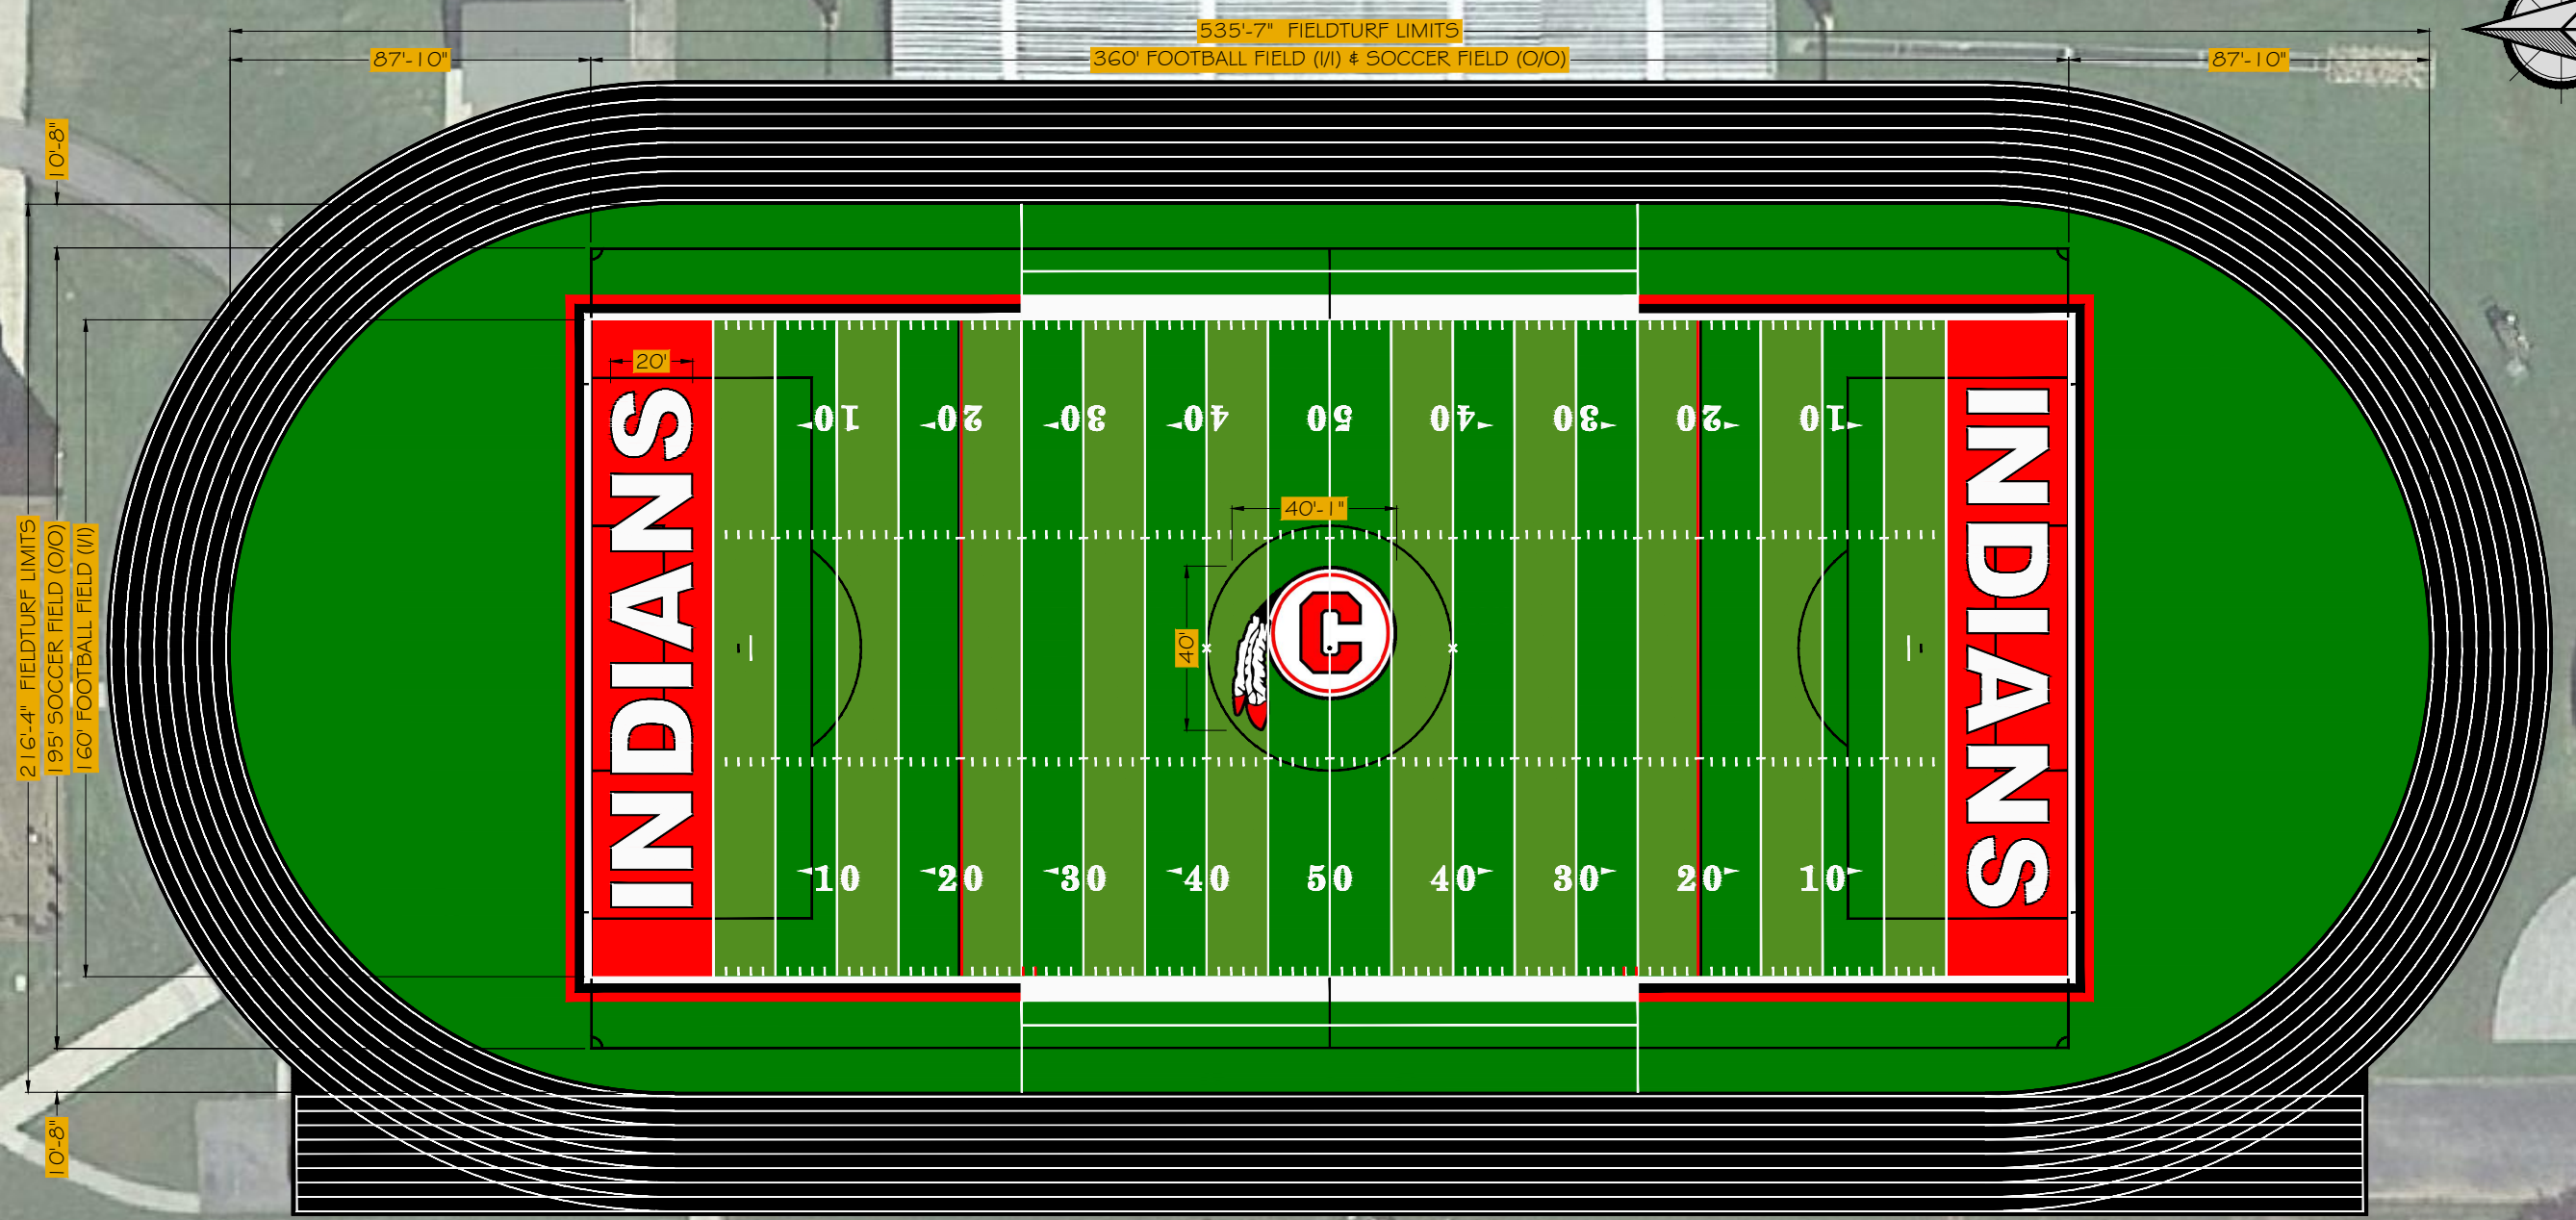 535'-7" FIELDTURF LIMITS
87'-10"
360' FOOTBALL FIELD (I/I) & SOCCER FIELD (O/O)
87'-10"
10'-8"
20'
10 20 30 40 50 40 30 20 10
40'-1"
40'
C
INDIANS
INDIANS
216'-4" FIELDTURF LIMITS
195' SOCCER FIELD (O/O)
160' FOOTBALL FIELD (I/I)
10 20 30 40 50 40 30 20 10
10'-8"